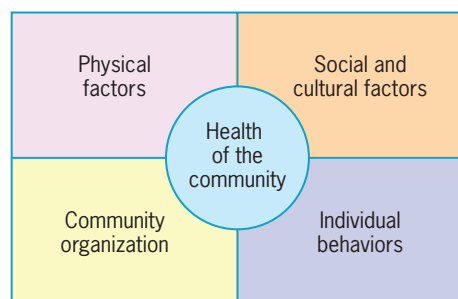 Physical
factors
Social and
cultural factors
Health
of the
community
Community
organization
Individual
behaviors